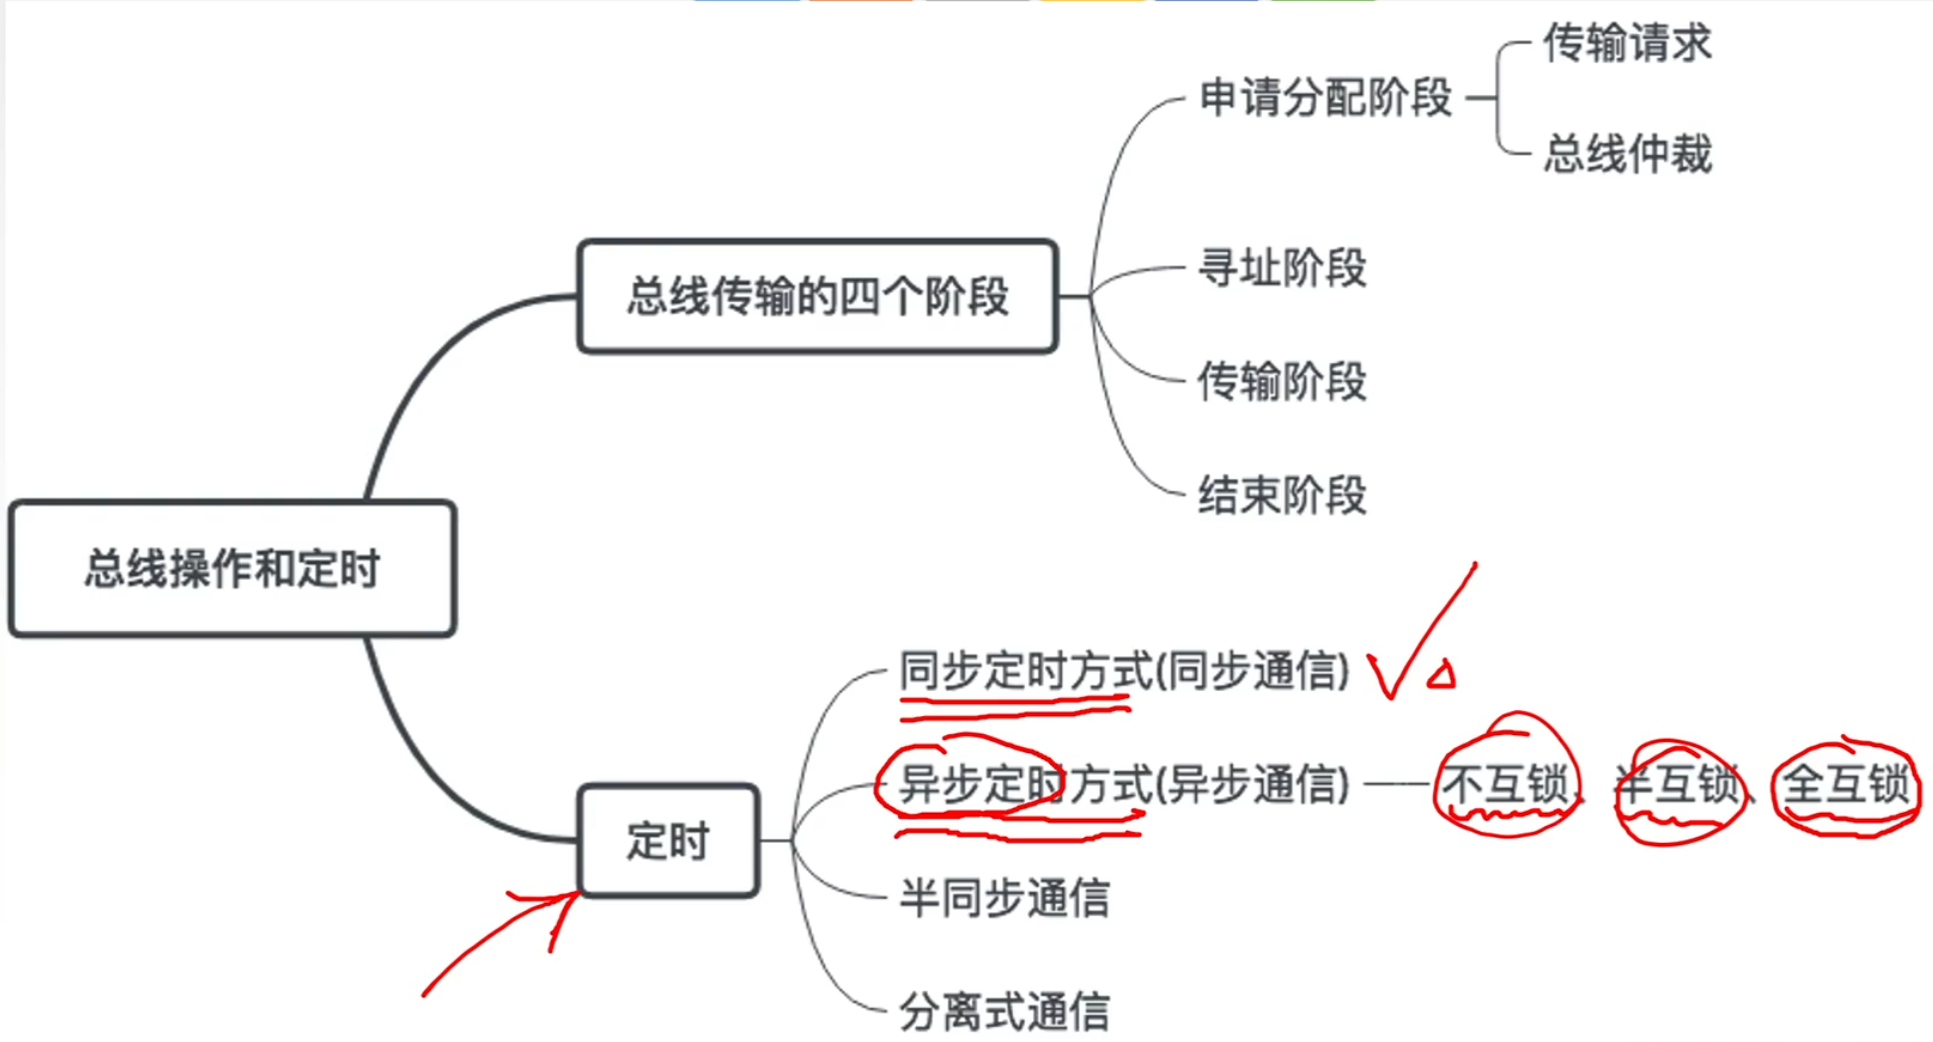 传输请求
申请分配阶段
总线仲裁
总线传输的四个阶段
寻址阶段
传输阶段
结束阶段
总线操作和定时
同步定时方式(同步通信)
异步定时方式(异步通信)
不互锁、半互锁、全互锁
定时
半同步通信
分离式通信